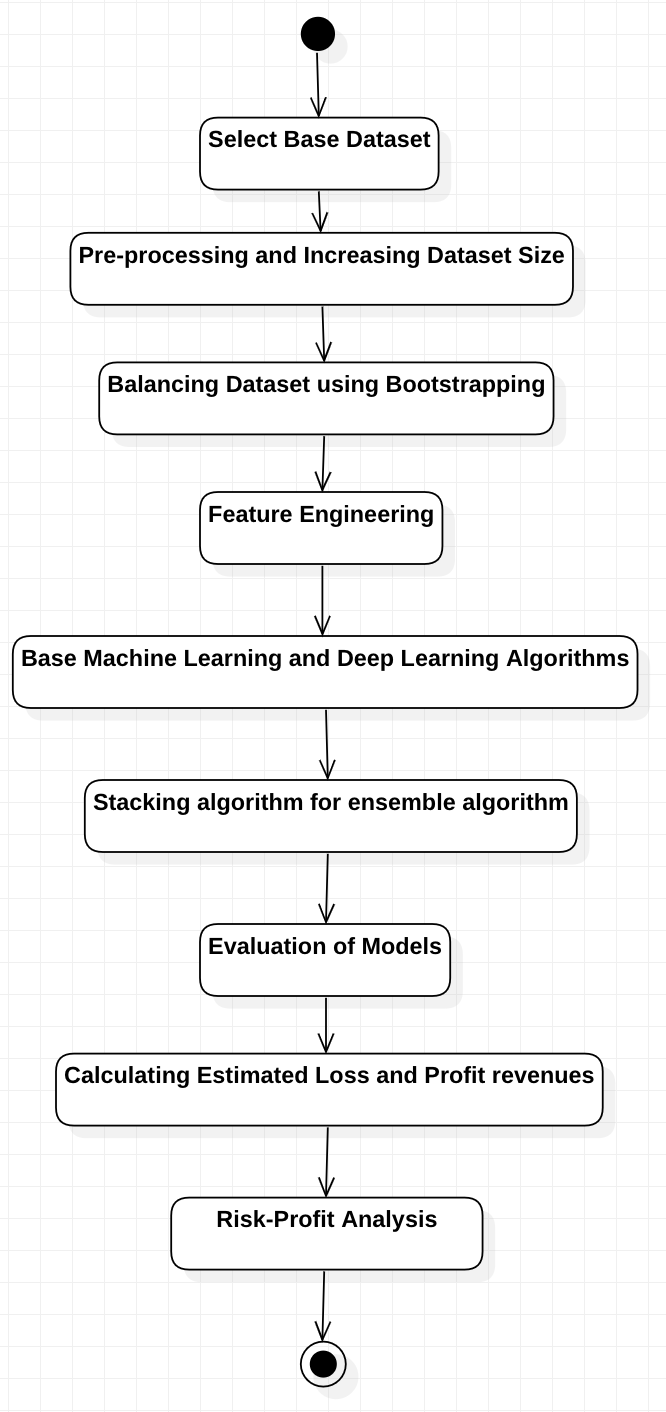 Select Base Dataset
Pre-processing and Increasing Dataset Size
Balancing Dataset using Bootstrapping
Feature Engineering
Base Machine Learning and Deep Learning Algorithms
Stacking algorithm for ensemble algorithm
Evaluation of Models
Calculating Estimated Loss and Profit revenues
Risk-Profit Analysis